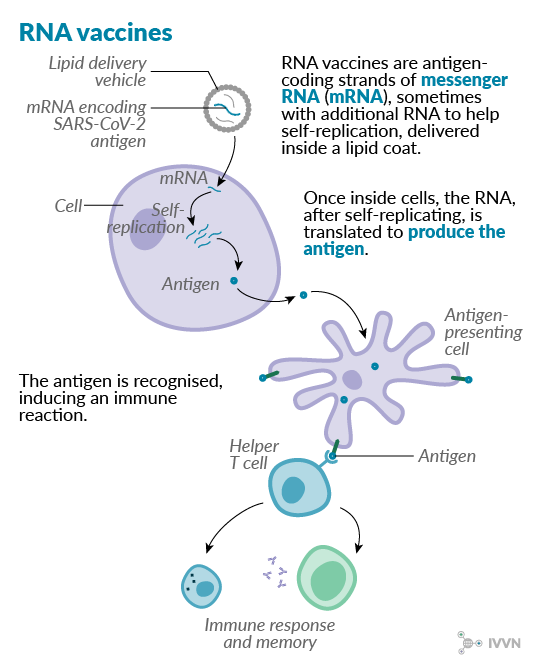 RNA vaccines
Lipid delivery
vehicle
mRNA encoding
SARS-CoV-2
antigen
RNA vaccines are antigen-
coding strands of messenger
RNA (mRNA), sometimes
with additional RNA to help
self-replication, delivered
inside a lipid coat.
mRNA
Cell
Self-
replication
Antigen
Once inside cells, the RNA,
after self-replicating, is
translated to produce the
antigen.
Antigen-
presenting
cell
The antigen is recognised,
inducing an immune
reaction.
Helper
T cell
Antigen
Immune response
and memory
IVVN